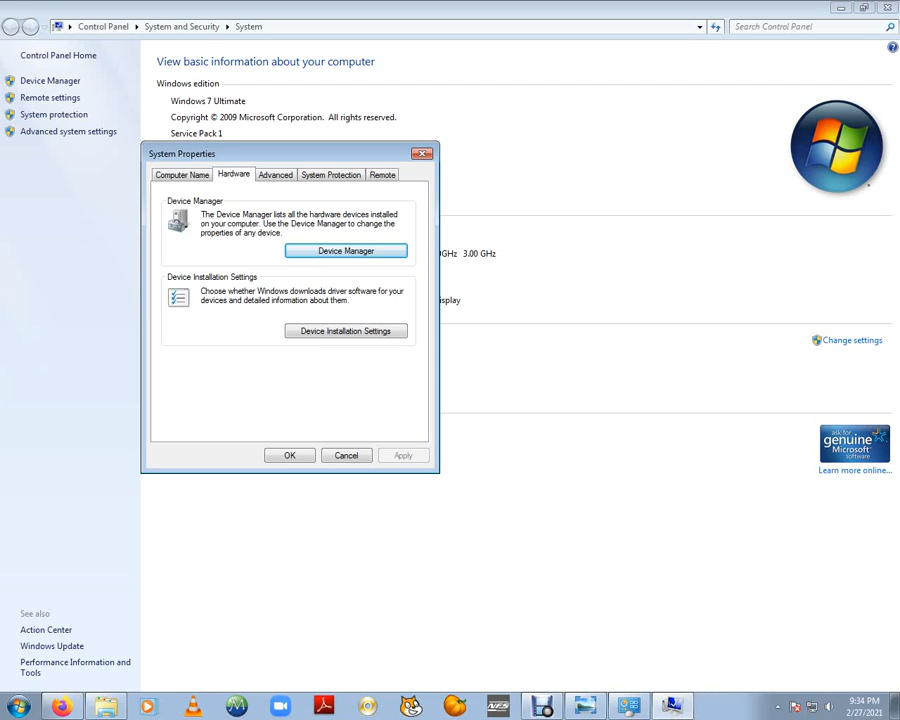 Control Panel ▸ System and Security ▸ System
Search Control Panel
Control Panel Home
Device Manager
Remote settings
System protection
Advanced system settings
View basic information about your computer
Windows edition
Windows 7 Ultimate
Copyright © 2009 Microsoft Corporation. All rights reserved.
Service Pack 1
System Properties
Computer Name Hardware Advanced System Protection Remote
Device Manager
The Device Manager lists all the hardware devices installed
on your computer. Use the Device Manager to change the
properties of any device.
Device Manager
Device Installation Settings
Choose whether Windows downloads driver software for your
devices and detailed information about them.
Device Installation Settings
OK Cancel Apply
GHz 3.00 GHz
isplay
Change settings
ask for
genuine
Microsoft
software
Learn more online...
See also
Action Center
Windows Update
Performance Information and
Tools
NFS
9:34 PM
2/27/2021